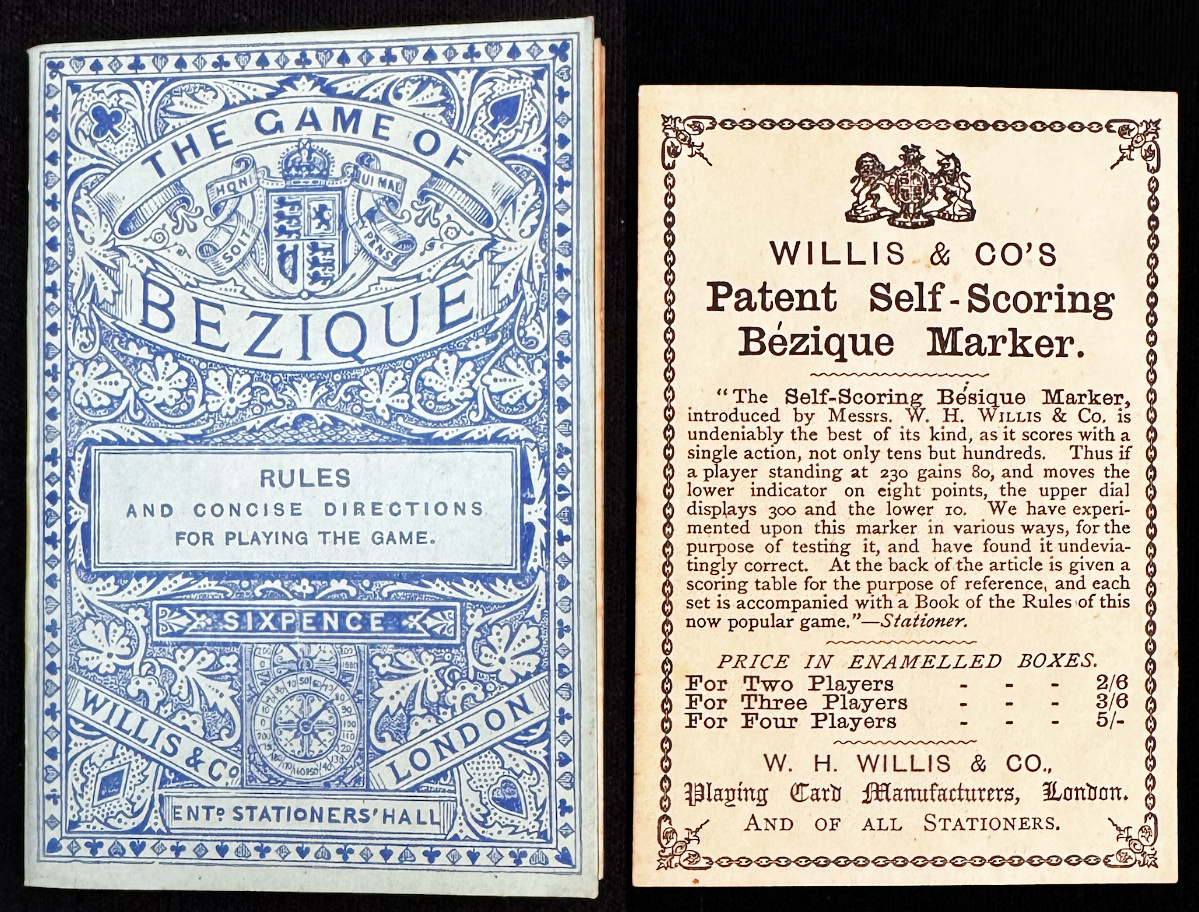 THE GAME OF
HONI
SOIT
QUI MAL
Y PENSE
BEZIQUE
RULES
AND CONCISE DIRECTIONS
FOR PLAYING THE GAME.
SIXPENCE
WILLIS & Co
LONDON
ENTD STATIONERS' HALL
WILLIS & CO'S
Patent Self-Scoring
Bézique Marker.
"The Self-Scoring Bésique Marker,
introduced by Messrs. W. H. WILLIS & Co. is
undeniably the best of its kind, as it scores with a
single action, not only tens but hundreds. Thus if
a player standing at 230 gains 80, and moves the
lower indicator on eight points, the upper dial
displays 300 and the lower 10. We have experi-
mented upon this marker in various ways, for the
purpose of testing it, and have found it undevia-
tingly correct. At the back of the article is given a
scoring table for the purpose of reference, and each
set is accompanied with a Book of the Rules of this
now popular game."—Stationer.
PRICE IN ENAMELLED BOXES.
For Two Players - - - 2/6
For Three Players - - - 3/6
For Four Players - - - 5/-
W. H. WILLIS & CO.,
Playing Card Manufacturers, London.
AND OF ALL STATIONERS.